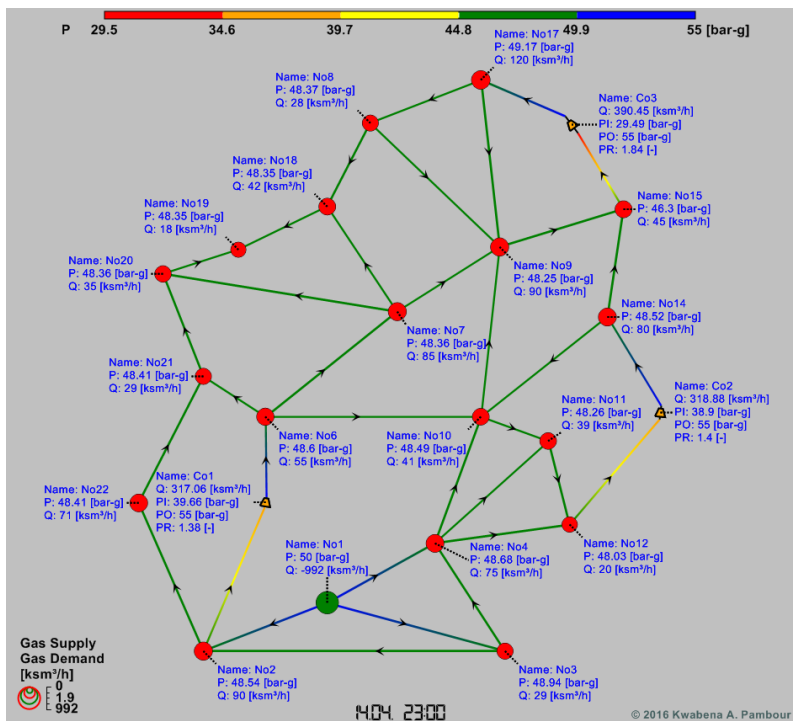 P 29.5 34.6 39.7 44.8 49.9 55 [bar-g]
Name: No17
P: 49.17 [bar-g]
Q: 120 [ksm³/h]
Name: No8
P: 48.37 [bar-g]
Q: 28 [ksm³/h]
Name: Co3
Q: 390.45 [ksm³/h]
PI: 29.49 [bar-g]
PO: 55 [bar-g]
PR: 1.84 [-]
Name: No18
P: 48.35 [bar-g]
Q: 42 [ksm³/h]
Name: No19
P: 48.35 [bar-g]
Q: 18 [ksm³/h]
Name: No15
P: 46.3 [bar-g]
Q: 45 [ksm³/h]
Name: No20
P: 48.36 [bar-g]
Q: 35 [ksm³/h]
Name: No9
P: 48.25 [bar-g]
Q: 90 [ksm³/h]
Name: No14
P: 48.52 [bar-g]
Q: 80 [ksm³/h]
Name: No7
P: 48.36 [bar-g]
Q: 85 [ksm³/h]
Name: No21
P: 48.41 [bar-g]
Q: 29 [ksm³/h]
Name: Co2
Q: 318.88 [ksm³/h]
PI: 38.9 [bar-g]
PO: 55 [bar-g]
PR: 1.4 [-]
Name: No11
P: 48.26 [bar-g]
Q: 39 [ksm³/h]
Name: No6
P: 48.6 [bar-g]
Q: 55 [ksm³/h]
Name: No10
P: 48.49 [bar-g]
Q: 41 [ksm³/h]
Name: No22
P: 48.41 [bar-g]
Q: 71 [ksm³/h]
Name: Co1
Q: 317.06 [ksm³/h]
PI: 39.66 [bar-g]
PO: 55 [bar-g]
PR: 1.38 [-]
Name: No1
P: 50 [bar-g]
Q: -992 [ksm³/h]
Name: No4
P: 48.68 [bar-g]
Q: 75 [ksm³/h]
Name: No12
P: 48.03 [bar-g]
Q: 20 [ksm³/h]
Name: No2
P: 48.54 [bar-g]
Q: 90 [ksm³/h]
Name: No3
P: 48.94 [bar-g]
Q: 29 [ksm³/h]
Gas Supply
Gas Demand
[ksm³/h]
0
1.9
992
14.04. 23:00
© 2016 Kwabena A. Pambour